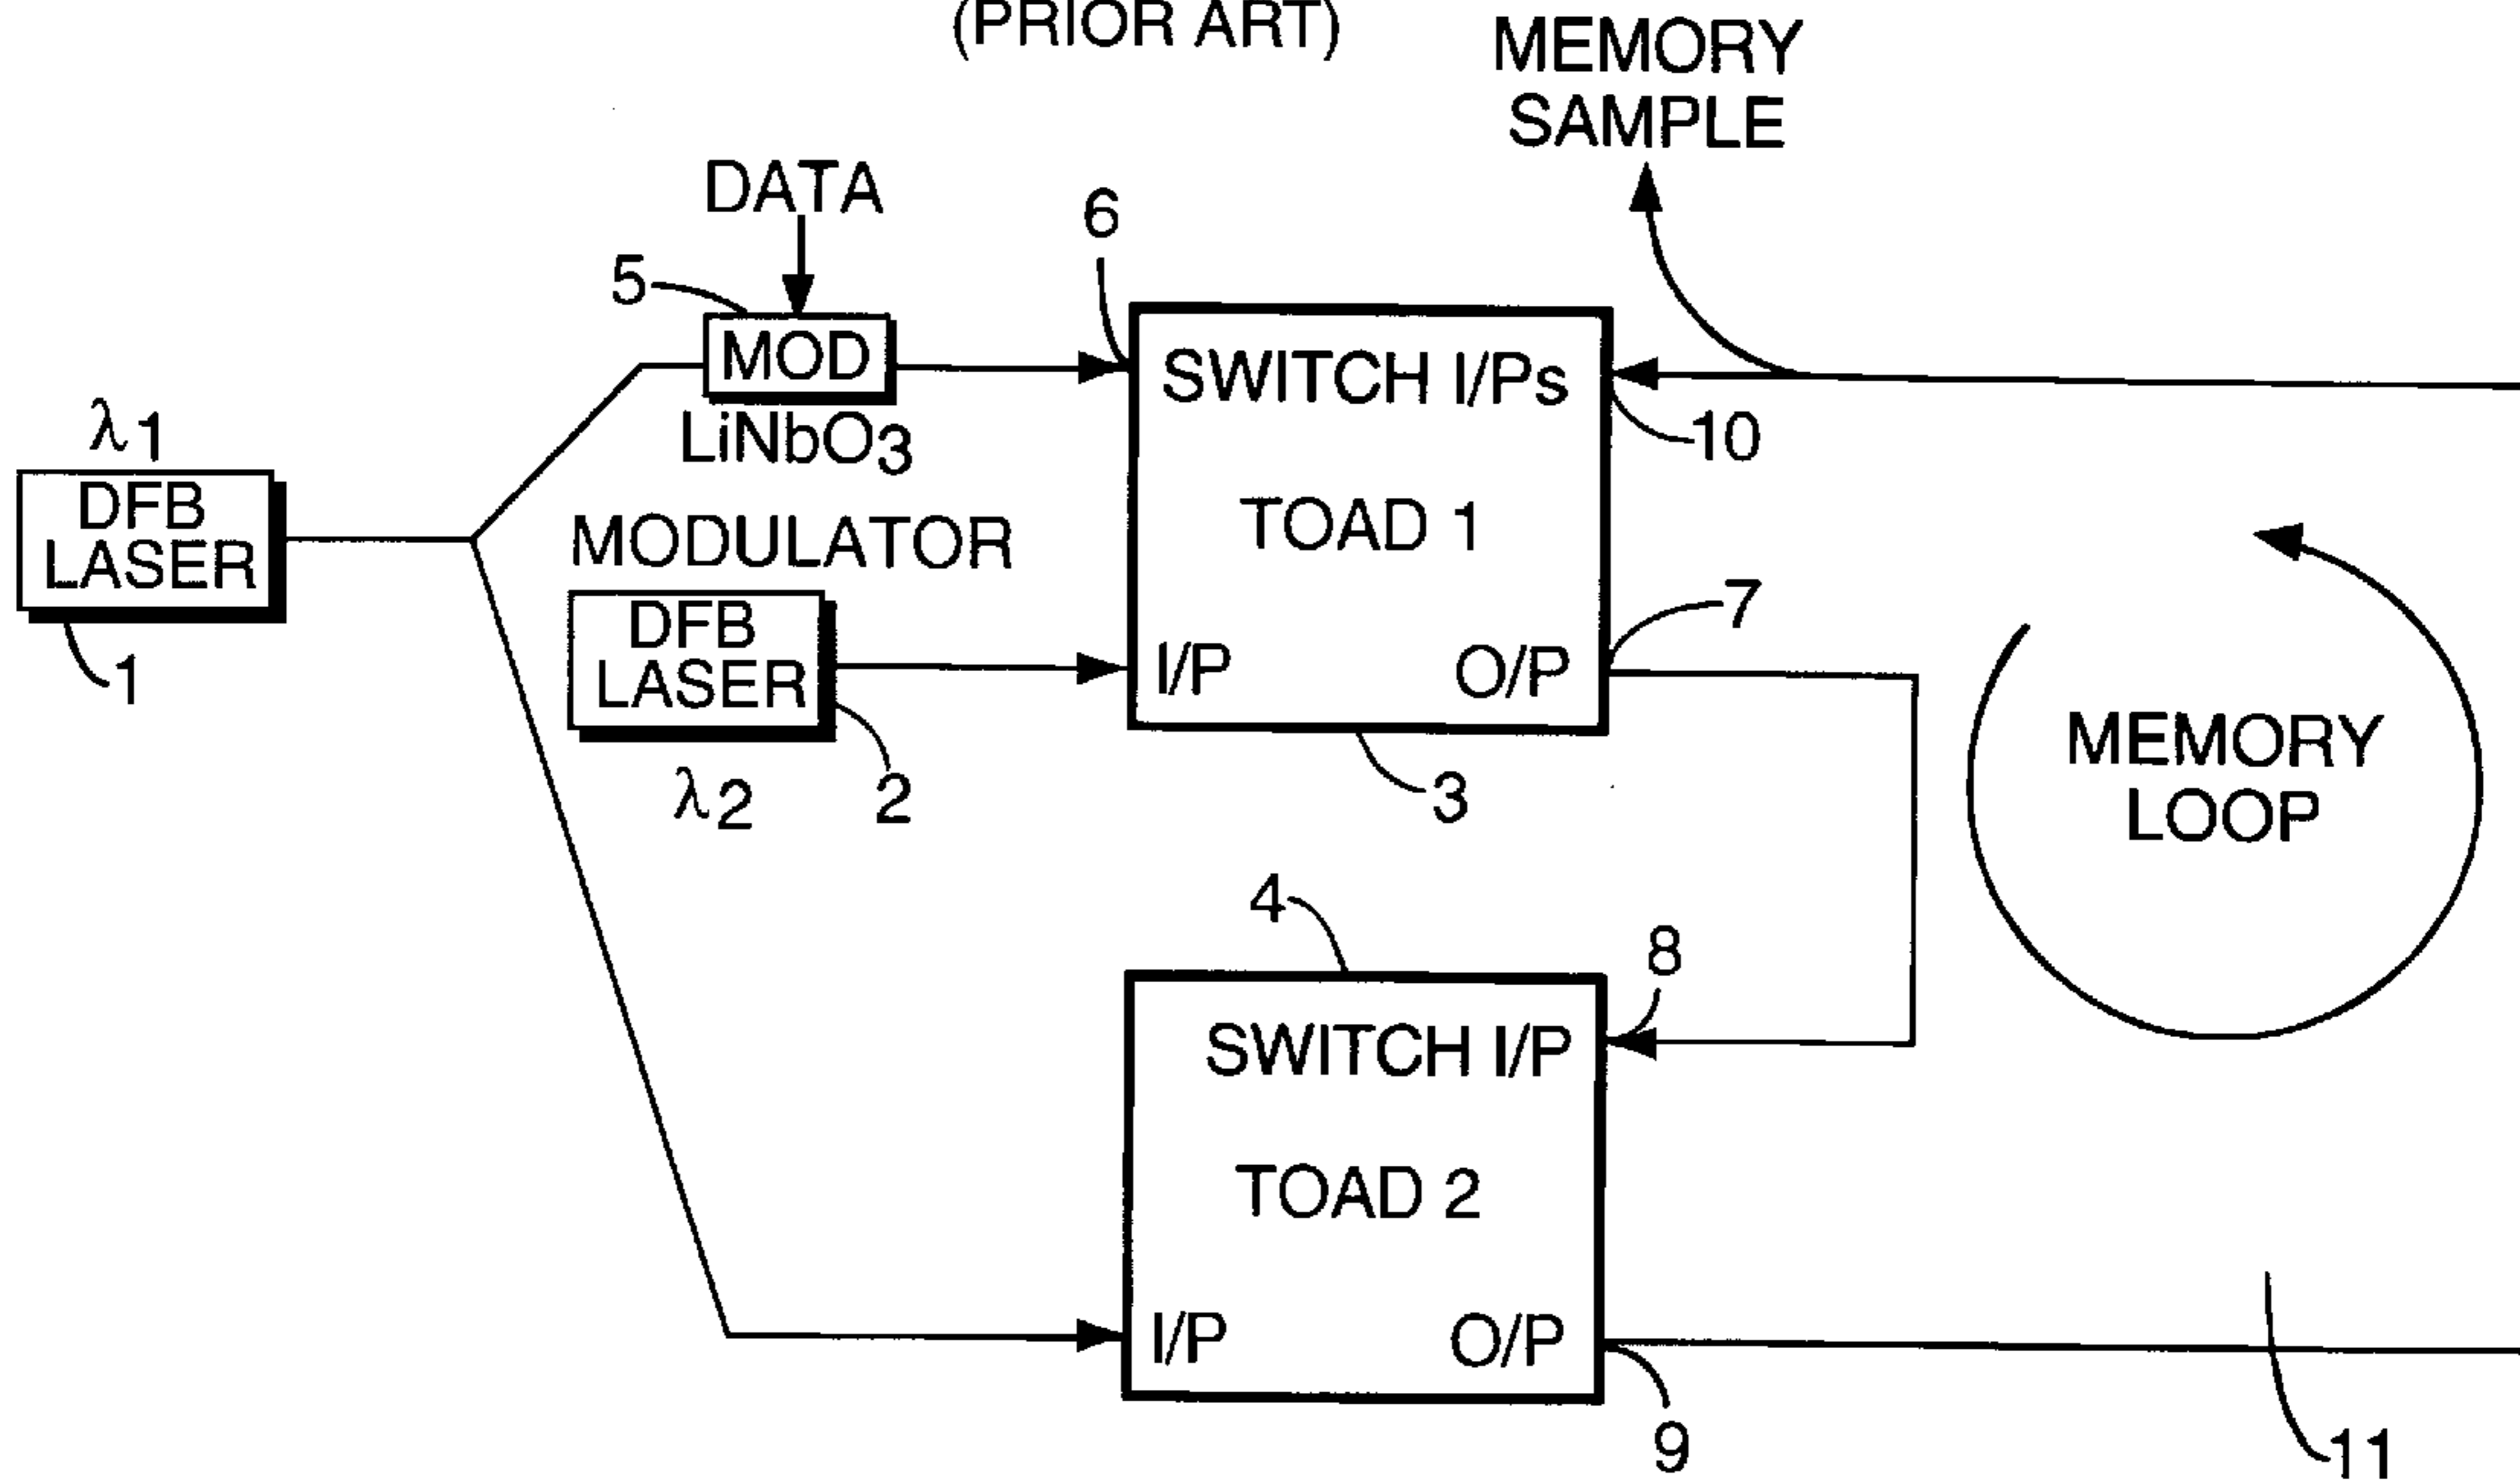 (PRIOR ART)
MEMORY
SAMPLE
DATA
6
5
MOD
SWITCH I/Ps
10
λ1
LiNbO3
DFB
LASER
MODULATOR
TOAD 1
1
DFB
LASER
7
I/P
O/P
λ2
2
3
MEMORY
LOOP
4
8
SWITCH I/P
TOAD 2
I/P
O/P
9
11